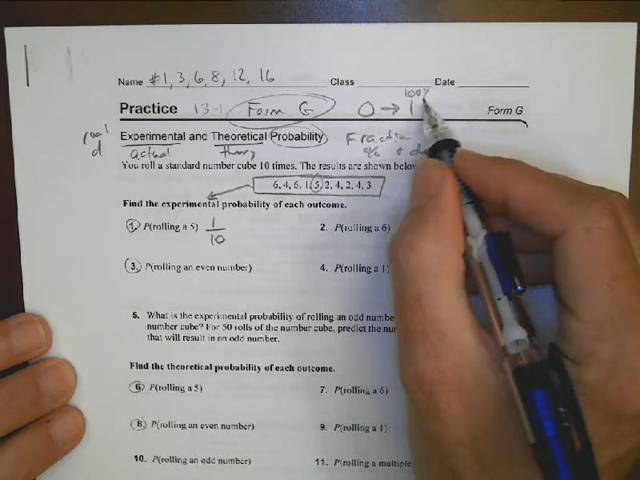 Name #1, 3, 6, 8, 12, 16 Class Date
100%
Practice 13-1 Form G 0 → 1 Form G
Experimental and Theoretical Probability Fraction
actual theory %
You roll a standard number cube 10 times. The results are shown below
6, 4, 6, 1, 5, 2, 4, 2, 4, 3
Find the experimental probability of each outcome.
1. P(rolling a 5) 1/10 2. P(rolling a 6)
3. P(rolling an even number) 4. P(rolling a 1)
5. What is the experimental probability of rolling an odd numbe
number cube? For 50 rolls of the number cube, predict the nu
that will result in an odd number.
Find the theoretical probability of each outcome.
6. P(rolling a 5) 7. P(rolling a 6)
8. P(rolling an even number) 9. P(rolling a 1)
10. P(rolling an odd number) 11. P(rolling a multiple